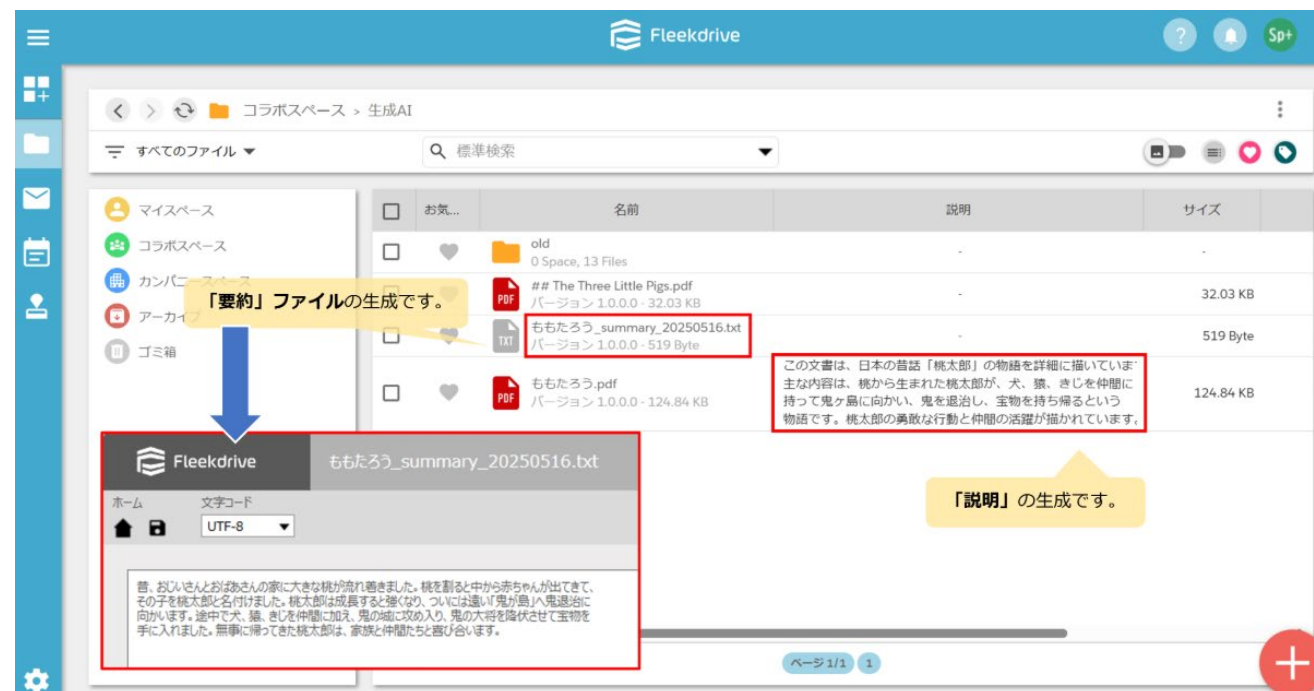 Fleekdrive
?
Sp+
コラボスペース > 生成AI
すべてのファイル
標準検索
マイスペース
コラボスペース
カンパニースペース
アーカイブ
ゴミ箱
お気... 名前 説明 サイズ
old - -
0 Space, 13 Files
## The Three Little Pigs.pdf - 32.03 KB
PDF バージョン 1.0.0.0 - 32.03 KB
ももたろう_summary_20250516.txt - 519 Byte
TXT バージョン 1.0.0.0 - 519 Byte
ももたろう.pdf 124.84 KB
PDF バージョン 1.0.0.0 - 124.84 KB
この文書は、日本の昔話「桃太郎」の物語を詳細に描いています
主な内容は、桃から生まれた桃太郎が、犬、猿、きじを仲間に
持って鬼ヶ島に向かい、鬼を退治し、宝物を持ち帰るという
物語です。桃太郎の勇敢な行動と仲間の活躍が描かれています。
「要約」ファイルの生成です。
「説明」の生成です。
Fleekdrive ももたろう_summary_20250516.txt
ホーム 文字コード
UTF-8
昔、おじいさんとおばあさんの家に大きな桃が流れ着きました。桃を割ると中から赤ちゃんが出てきて、
その子を桃太郎と名付けました。桃太郎は成長すると強くなり、ついには遠い「鬼が島」へ鬼退治に
向かいます。途中で犬、猿、きじを仲間に加え、鬼の城に攻め入り、鬼の大将を降伏させて宝物を
手に入れました。無事に帰ってきた桃太郎は、家族と仲間たちと喜び合います。
ページ 1/1 1